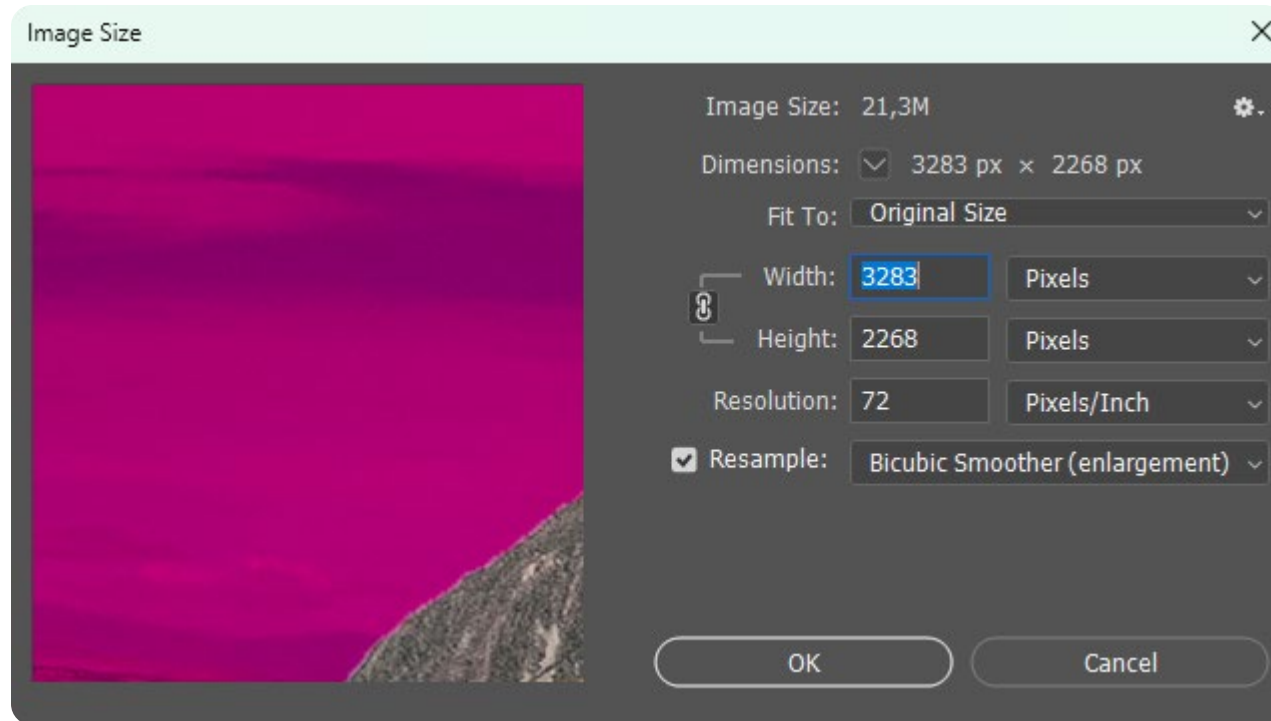 Image Size
Image Size: 21,3M
Dimensions: 3283 px × 2268 px
Fit To: Original Size
Width: 3283 Pixels
Height: 2268 Pixels
Resolution: 72 Pixels/Inch
Resample: Bicubic Smoother (enlargement)
OK Cancel